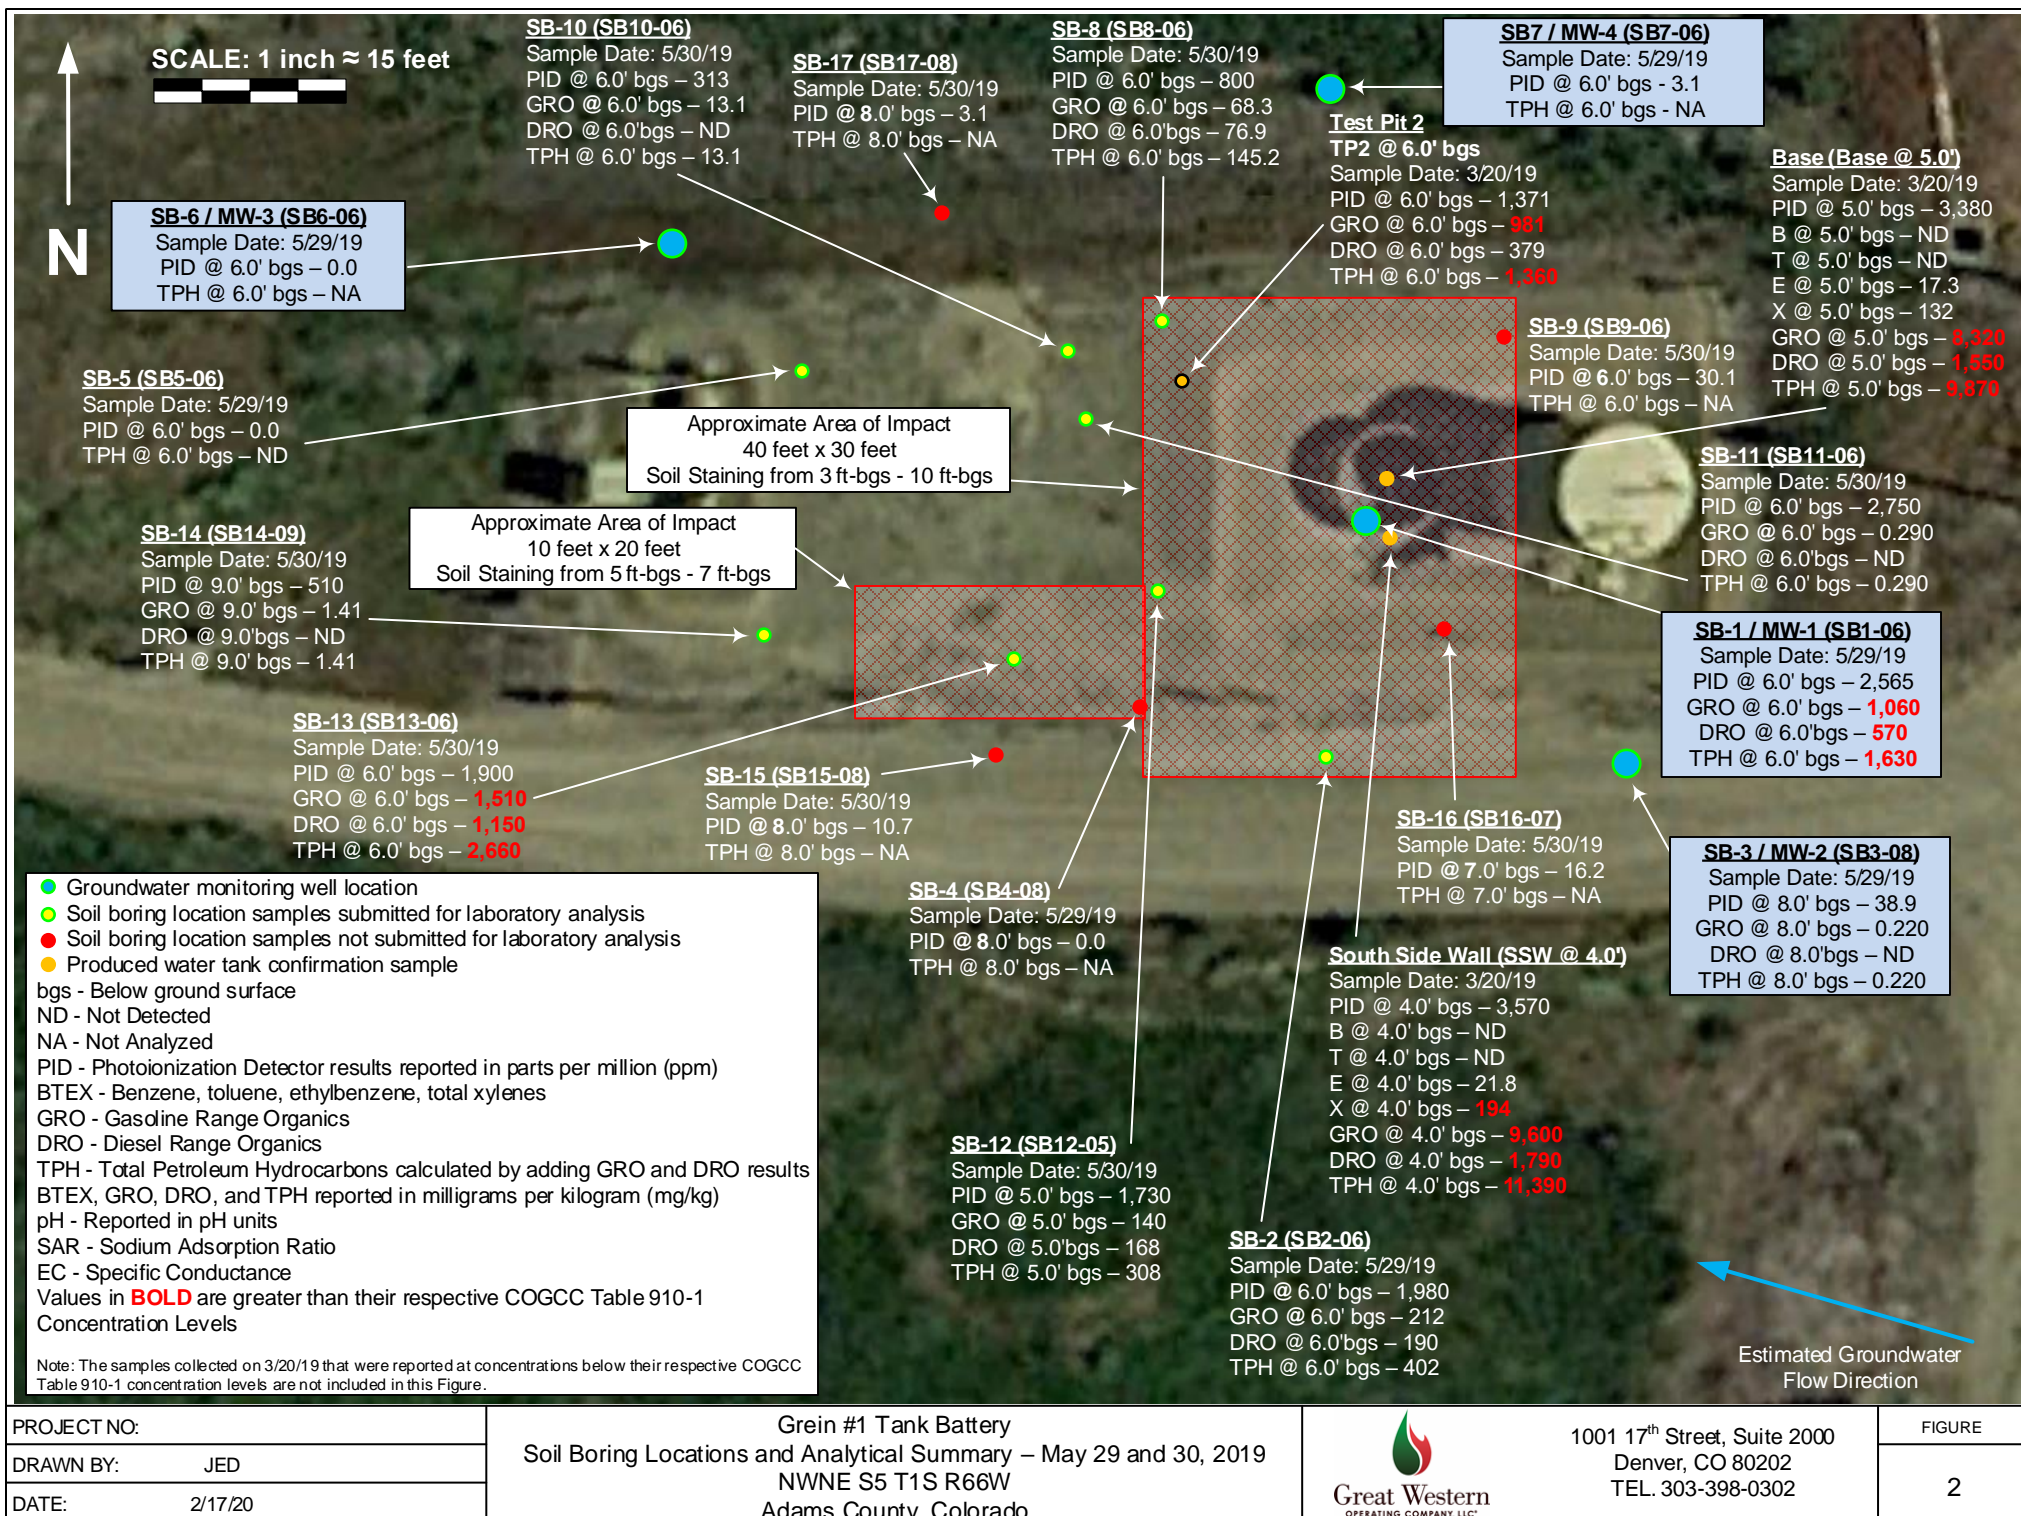 SCALE: 1 inch ≈ 15 feet
N
SB-10 (SB10-06)
Sample Date: 5/30/19
PID @ 6.0' bgs – 313
GRO @ 6.0' bgs – 13.1
DRO @ 6.0'bgs – ND
TPH @ 6.0' bgs – 13.1
SB-17 (SB17-08)
Sample Date: 5/30/19
PID @ 8.0' bgs – 3.1
TPH @ 8.0' bgs – NA
SB-8 (SB8-06)
Sample Date: 5/30/19
PID @ 6.0' bgs – 800
GRO @ 6.0' bgs – 68.3
DRO @ 6.0'bgs – 76.9
TPH @ 6.0' bgs – 145.2
SB7 / MW-4 (SB7-06)
Sample Date: 5/29/19
PID @ 6.0' bgs - 3.1
TPH @ 6.0' bgs - NA
Test Pit 2
TP2 @ 6.0' bgs
Sample Date: 3/20/19
PID @ 6.0' bgs – 1,371
GRO @ 6.0' bgs – 981
DRO @ 6.0' bgs – 379
TPH @ 6.0' bgs – 1,360
Base (Base @ 5.0')
Sample Date: 3/20/19
PID @ 5.0' bgs – 3,380
B @ 5.0' bgs – ND
T @ 5.0' bgs – ND
E @ 5.0' bgs – 17.3
X @ 5.0' bgs – 132
GRO @ 5.0' bgs – 8,320
DRO @ 5.0' bgs – 1,550
TPH @ 5.0' bgs – 9,870
SB-6 / MW-3 (SB6-06)
Sample Date: 5/29/19
PID @ 6.0' bgs – 0.0
TPH @ 6.0' bgs – NA
SB-9 (SB9-06)
Sample Date: 5/30/19
PID @ 6.0' bgs – 30.1
TPH @ 6.0' bgs – NA
SB-5 (SB5-06)
Sample Date: 5/29/19
PID @ 6.0' bgs – 0.0
TPH @ 6.0' bgs – ND
Approximate Area of Impact
40 feet x 30 feet
Soil Staining from 3 ft-bgs - 10 ft-bgs
SB-11 (SB11-06)
Sample Date: 5/30/19
PID @ 6.0' bgs – 2,750
GRO @ 6.0' bgs – 0.290
DRO @ 6.0'bgs – ND
TPH @ 6.0' bgs – 0.290
Approximate Area of Impact
10 feet x 20 feet
Soil Staining from 5 ft-bgs - 7 ft-bgs
SB-14 (SB14-09)
Sample Date: 5/30/19
PID @ 9.0' bgs – 510
GRO @ 9.0' bgs – 1.41
DRO @ 9.0'bgs – ND
TPH @ 9.0' bgs – 1.41
SB-1 / MW-1 (SB1-06)
Sample Date: 5/29/19
PID @ 6.0' bgs – 2,565
GRO @ 6.0' bgs – 1,060
DRO @ 6.0'bgs – 570
TPH @ 6.0' bgs – 1,630
SB-13 (SB13-06)
Sample Date: 5/30/19
PID @ 6.0' bgs – 1,900
GRO @ 6.0' bgs – 1,510
DRO @ 6.0' bgs – 1,150
TPH @ 6.0' bgs – 2,660
SB-15 (SB15-08)
Sample Date: 5/30/19
PID @ 8.0' bgs – 10.7
TPH @ 8.0' bgs – NA
SB-16 (SB16-07)
Sample Date: 5/30/19
PID @ 7.0' bgs – 16.2
TPH @ 7.0' bgs – NA
SB-3 / MW-2 (SB3-08)
Sample Date: 5/29/19
PID @ 8.0' bgs – 38.9
GRO @ 8.0' bgs – 0.220
DRO @ 8.0'bgs – ND
TPH @ 8.0' bgs – 0.220
SB-4 (SB4-08)
Sample Date: 5/29/19
PID @ 8.0' bgs – 0.0
TPH @ 8.0' bgs – NA
South Side Wall (SSW @ 4.0')
Sample Date: 3/20/19
PID @ 4.0' bgs – 3,570
B @ 4.0' bgs – ND
T @ 4.0' bgs – ND
E @ 4.0' bgs – 21.8
X @ 4.0' bgs – 194
GRO @ 4.0' bgs – 9,600
DRO @ 4.0' bgs – 1,790
TPH @ 4.0' bgs – 11,390
SB-12 (SB12-05)
Sample Date: 5/30/19
PID @ 5.0' bgs – 1,730
GRO @ 5.0' bgs – 140
DRO @ 5.0'bgs – 168
TPH @ 5.0' bgs – 308
SB-2 (SB2-06)
Sample Date: 5/29/19
PID @ 6.0' bgs – 1,980
GRO @ 6.0' bgs – 212
DRO @ 6.0'bgs – 190
TPH @ 6.0' bgs – 402
Estimated Groundwater
Flow Direction
Groundwater monitoring well location
Soil boring location samples submitted for laboratory analysis
Soil boring location samples not submitted for laboratory analysis
Produced water tank confirmation sample
bgs - Below ground surface
ND - Not Detected
NA - Not Analyzed
PID - Photoionization Detector results reported in parts per million (ppm)
BTEX - Benzene, toluene, ethylbenzene, total xylenes
GRO - Gasoline Range Organics
DRO - Diesel Range Organics
TPH - Total Petroleum Hydrocarbons calculated by adding GRO and DRO results
BTEX, GRO, DRO, and TPH reported in milligrams per kilogram (mg/kg)
pH - Reported in pH units
SAR - Sodium Adsorption Ratio
EC - Specific Conductance
Values in BOLD are greater than their respective COGCC Table 910-1
Concentration Levels
Note: The samples collected on 3/20/19 that were reported at concentrations below their respective COGCC
Table 910-1 concentration levels are not included in this Figure.
PROJECT NO:
DRAWN BY: JED
DATE: 2/17/20
Grein #1 Tank Battery
Soil Boring Locations and Analytical Summary – May 29 and 30, 2019
NWNE S5 T1S R66W
Adams County, Colorado
Great Western
OPERATING COMPANY LLC
1001 17th Street, Suite 2000
Denver, CO 80202
TEL. 303-398-0302
FIGURE
2